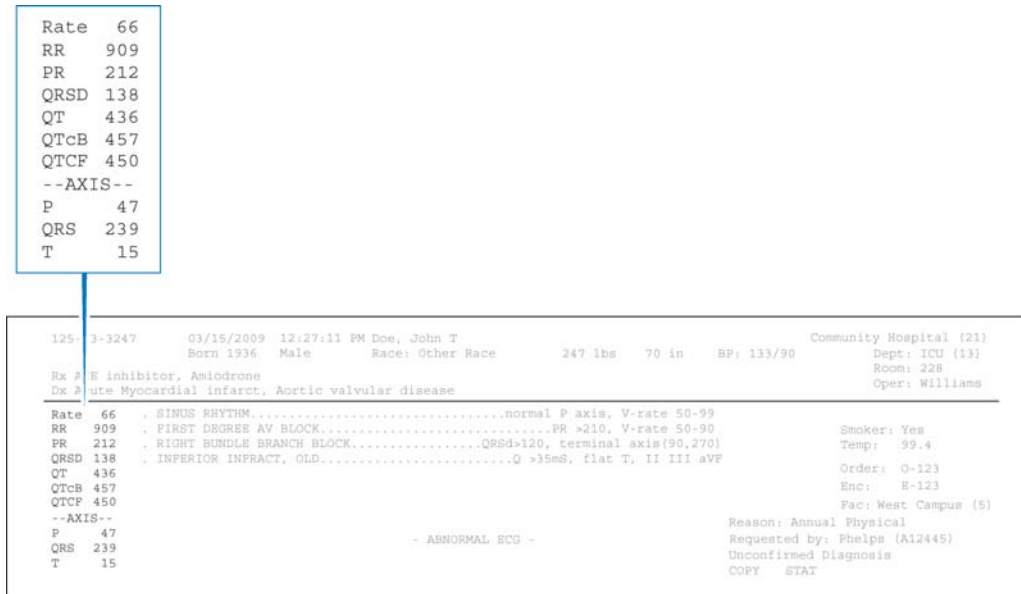 Rate 66
RR 909
PR 212
QRSD 138
QT 436
QTcB 457
QTCF 450
--AXIS--
P 47
QRS 239
T 15
125- 3-3247 03/15/2009 12:27:11 PM Doe, John T Community Hospital (21)
Born 1936 Male Race: Other Race 247 lbs 70 in BP: 133/90 Dept: ICU (13)
Room: 228
Rx A E inhibitor, Amiodrone Oper: Williams
Dx A ute Myocardial infarct, Aortic valvular disease
Rate 66 . SINUS RHYTHM................................normal P axis, V-rate 50-99
RR 909 . FIRST DEGREE AV BLOCK..........................PR >210, V-rate 50-90 Smoker: Yes
PR 212 . RIGHT BUNDLE BRANCH BLOCK.................QRSd>120, terminal axis(90,270) Temp: 99.4
QRSD 138 . INFERIOR INFRACT, OLD........................Q >35mS, flat T, II III aVF
QT 436 Order: O-123
QTcB 457 Enc: E-123
QTCF 450 Fac: West Campus (5)
--AXIS-- Reason: Annual Physical
P 47 - ABNORMAL ECG - Requested by: Phelps (A12445)
QRS 239 Unconfirmed Diagnosis
T 15 COPY STAT